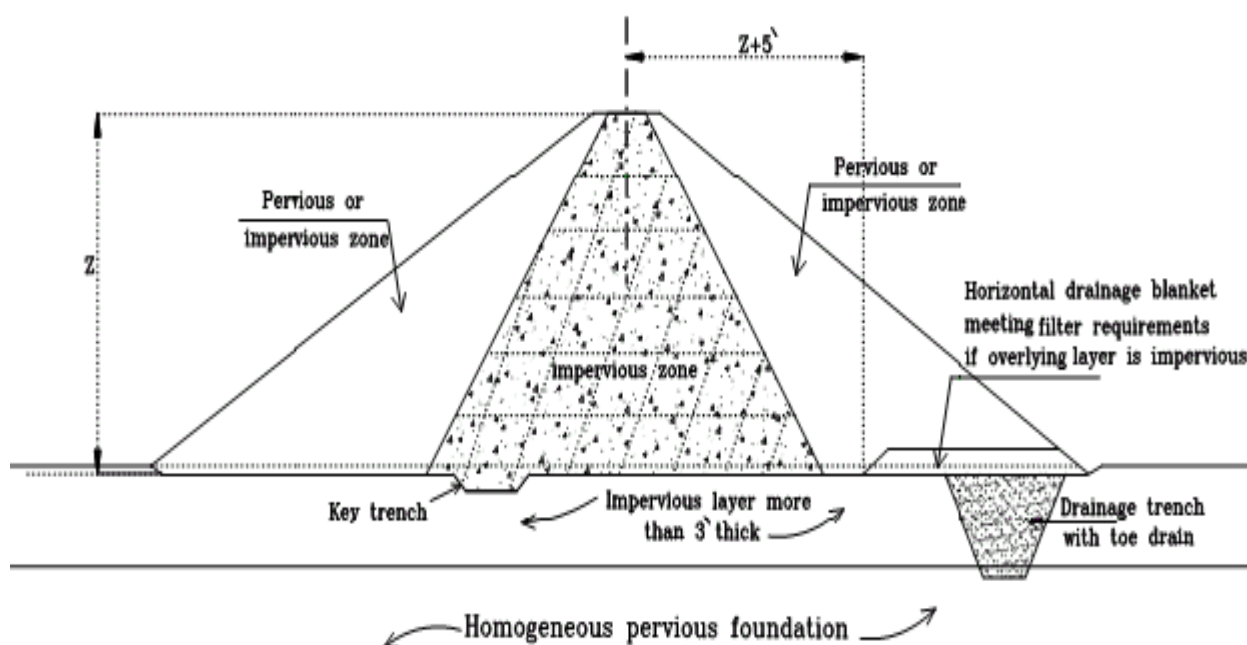 Z+5`
Pervious or
impervious zone
Pervious or
impervious zone
Z
Horizontal drainage blanket
meeting filter requirements
if overlying layer is impervious
impervious zone
Key trench
Impervious layer more
than 3` thick
Drainage trench
with toe drain
Homogeneous pervious foundation